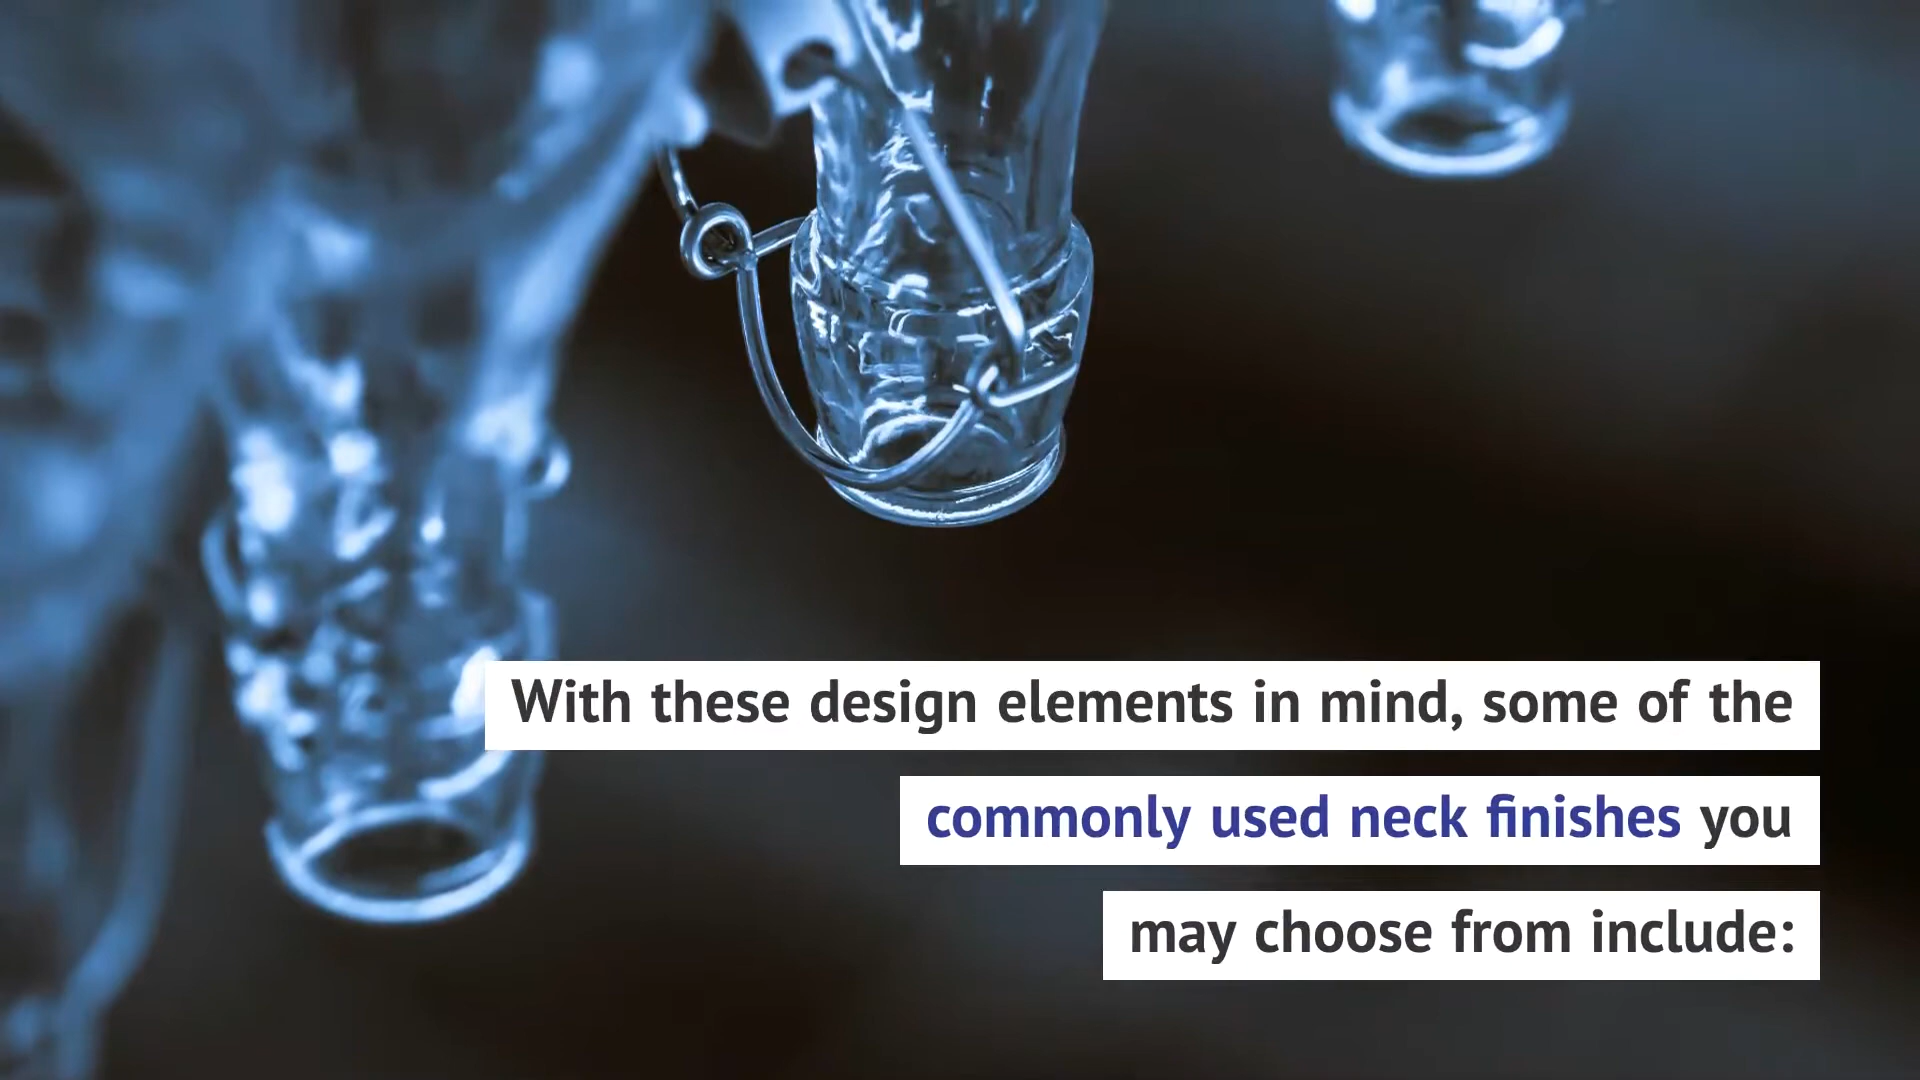 With these design elements in mind, some of the
commonly used neck finishes you
may choose from include: